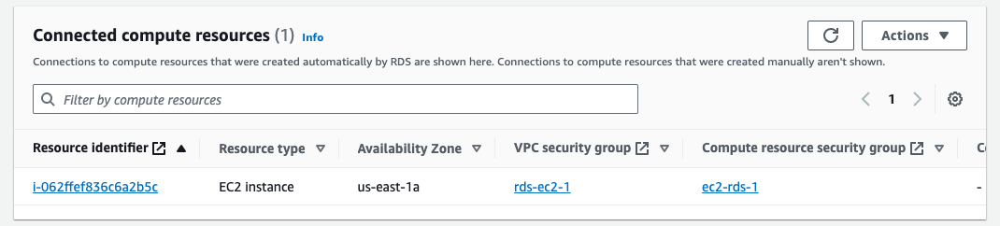 Connected compute resources (1) Info
Actions
Connections to compute resources that were created automatically by RDS are shown here. Connections to compute resources that were created manually aren't shown.
Filter by compute resources
1
Resource identifier Resource type Availability Zone VPC security group Compute resource security group
i-062ffef836c6a2b5c EC2 instance us-east-1a rds-ec2-1 ec2-rds-1 -